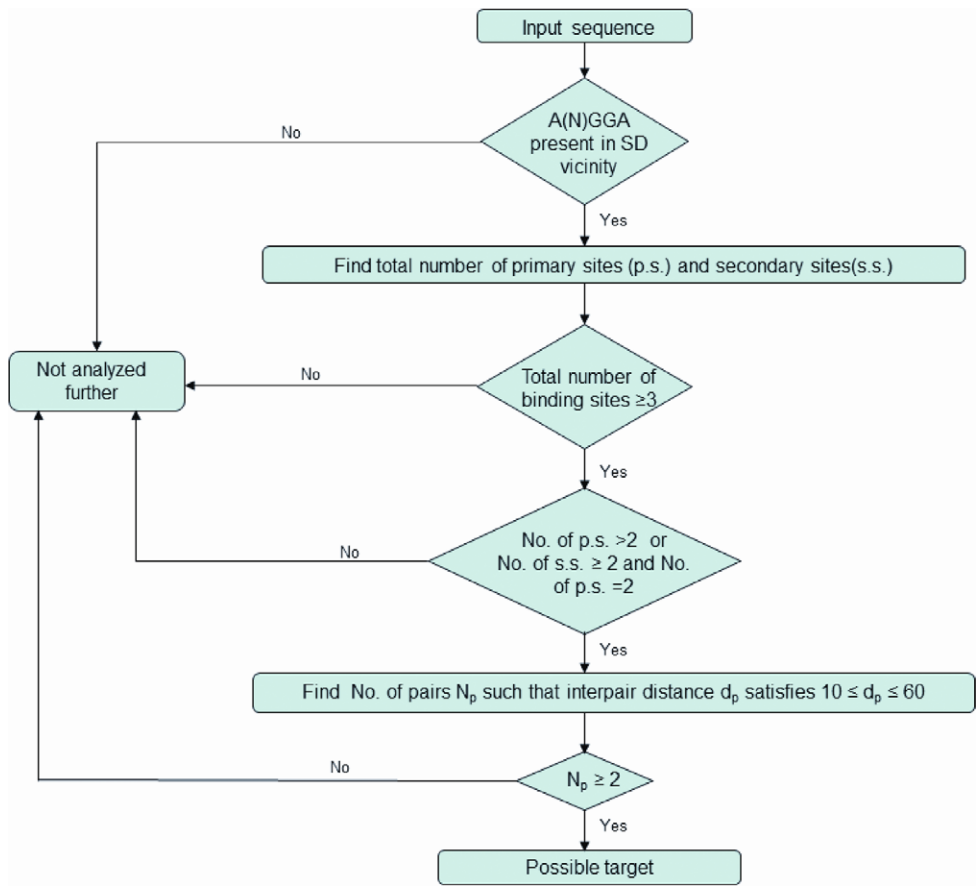 Input sequence
A(N)GGA
present in SD
vicinity
No
Yes
Find total number of primary sites (p.s.) and secondary sites(s.s.)
Not analyzed
further
No
Total number of
binding sites ≥3
Yes
No. of p.s. >2 or
No. of s.s. ≥ 2 and No.
of p.s. =2
No
Yes
Find No. of pairs Np such that interpair distance dp satisfies 10 ≤ dp ≤ 60
No
Np ≥ 2
Yes
Possible target